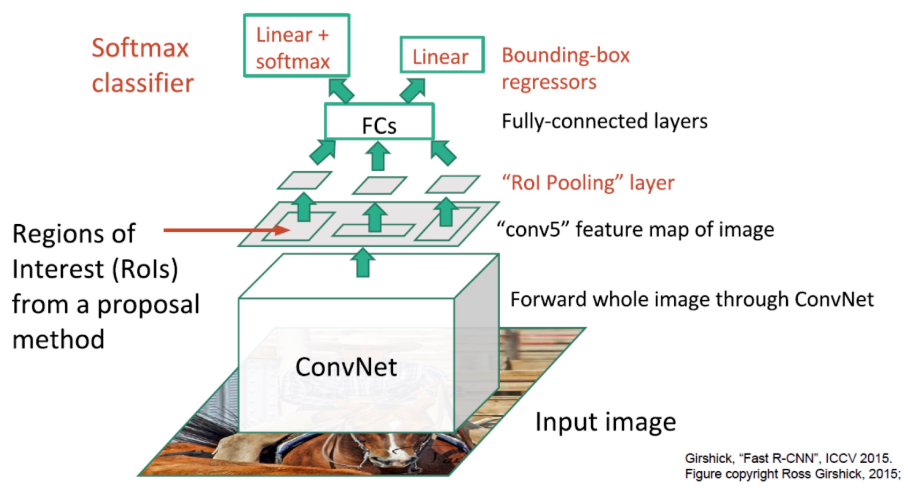 Softmax
classifier
Linear +
softmax
Linear
Bounding-box
regressors
FCs
Fully-connected layers
“RoI Pooling” layer
Regions of
Interest (RoIs)
from a proposal
method
“conv5” feature map of image
Forward whole image through ConvNet
ConvNet
Input image
Girshick, “Fast R-CNN”, ICCV 2015.
Figure copyright Ross Girshick, 2015;